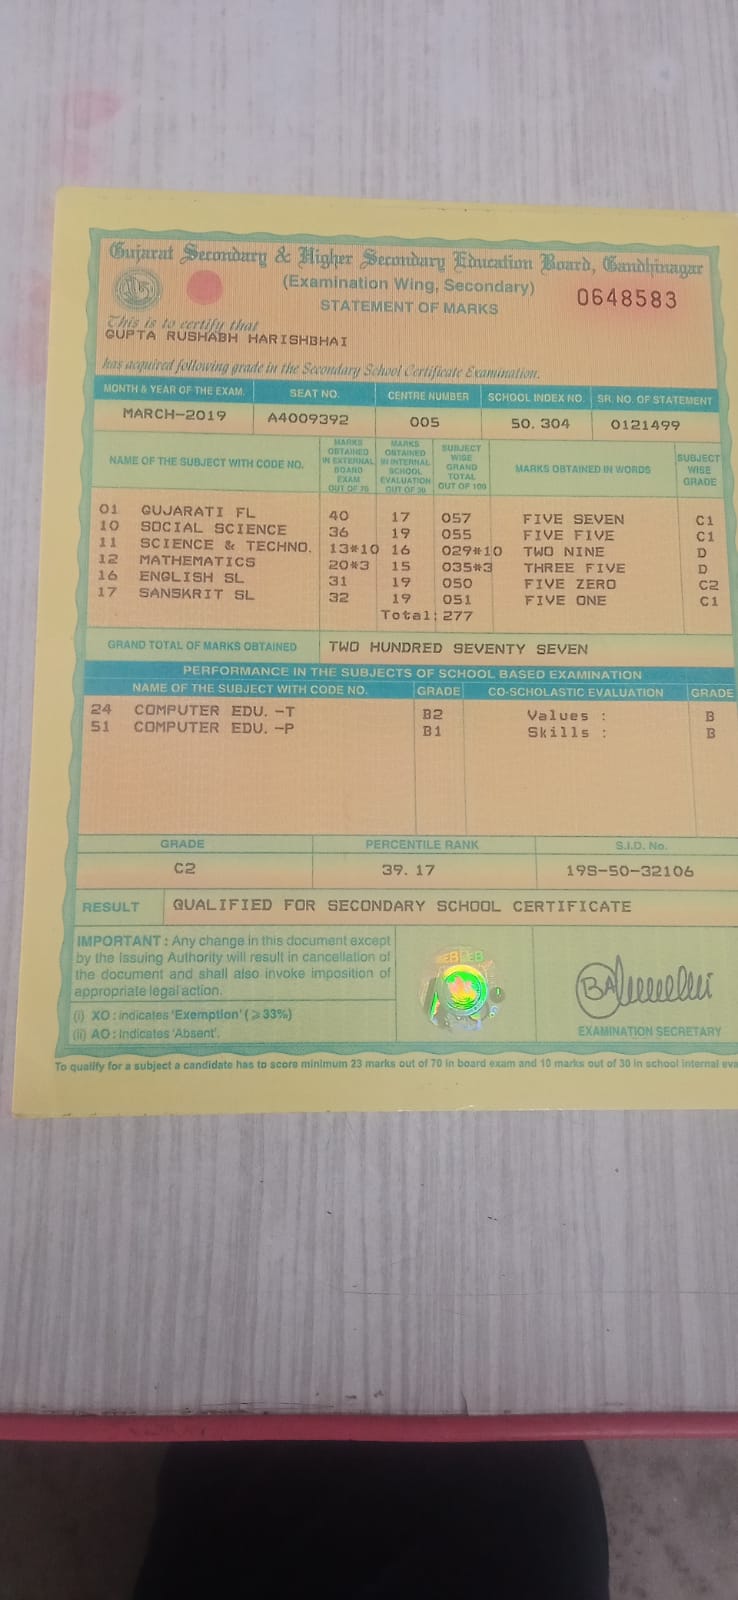 Gujarat Secondary & Higher Secondary Education Board, Gandhinagar
(Examination Wing, Secondary)
0648583
STATEMENT OF MARKS
This is to certify that
GUPTA RUSHABH HARISHBHAI
has acquired following grade in the Secondary School Certificate Examination.
MONTH & YEAR OF THE EXAM. SEAT NO. CENTRE NUMBER SCHOOL INDEX NO. SR. NO. OF STATEMENT
MARCH-2019 A4009392 005 50.304 0121499
NAME OF THE SUBJECT WITH CODE NO. MARKS OBTAINED IN EXTERNAL BOARD EXAM OUT OF 70 MARKS OBTAINED IN INTERNAL SCHOOL EVALUATION OUT OF 30 SUBJECT WISE GRAND TOTAL OUT OF 100 MARKS OBTAINED IN WORDS SUBJECT WISE GRADE
01 GUJARATI FL 40 17 057 FIVE SEVEN C1
10 SOCIAL SCIENCE 36 19 055 FIVE FIVE C1
11 SCIENCE & TECHNO. 13*10 16 029*10 TWO NINE D
12 MATHEMATICS 20*3 15 035*3 THREE FIVE D
16 ENGLISH SL 31 19 050 FIVE ZERO C2
17 SANSKRIT SL 32 19 051 FIVE ONE C1
Total: 277
GRAND TOTAL OF MARKS OBTAINED TWO HUNDRED SEVENTY SEVEN
PERFORMANCE IN THE SUBJECTS OF SCHOOL BASED EXAMINATION
NAME OF THE SUBJECT WITH CODE NO. GRADE CO-SCHOLASTIC EVALUATION GRADE
24 COMPUTER EDU. -T B2 Values : B
51 COMPUTER EDU. -P B1 Skills : B
GRADE PERCENTILE RANK S.I.D. No.
C2 39.17 19S-50-32106
RESULT QUALIFIED FOR SECONDARY SCHOOL CERTIFICATE
IMPORTANT : Any change in this document except
by the issuing Authority will result in cancellation of
the document and shall also invoke imposition of
appropriate legal action.
(i) XO : indicates 'Exemption' (≥33%)
(ii) AO : Indicates 'Absent'.
EXAMINATION SECRETARY
To qualify for a subject a candidate has to score minimum 23 marks out of 70 in board exam and 10 marks out of 30 in school internal eva